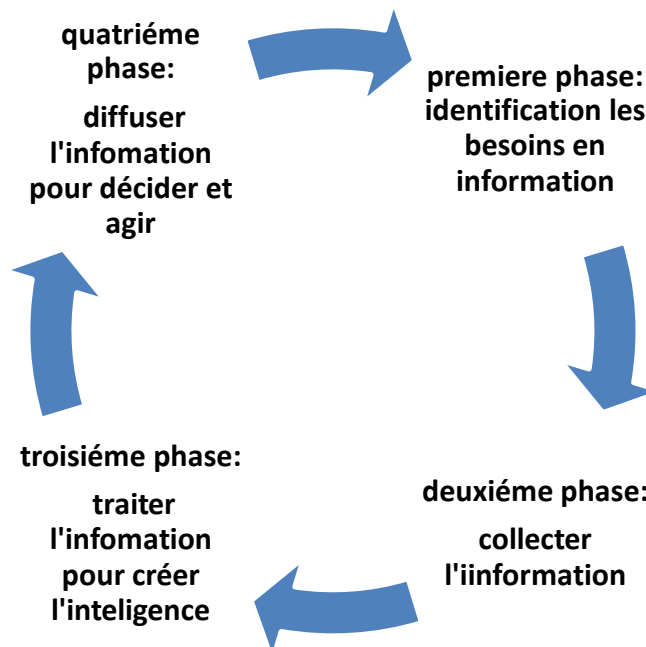 quatriéme
phase:
diffuser
l'infomation
pour décider et
agir
premiere phase:
identification les
besoins en
information
deuxiéme phase:
collecter
l'iinformation
troisiéme phase:
traiter
l'infomation
pour créer
l'inteligence